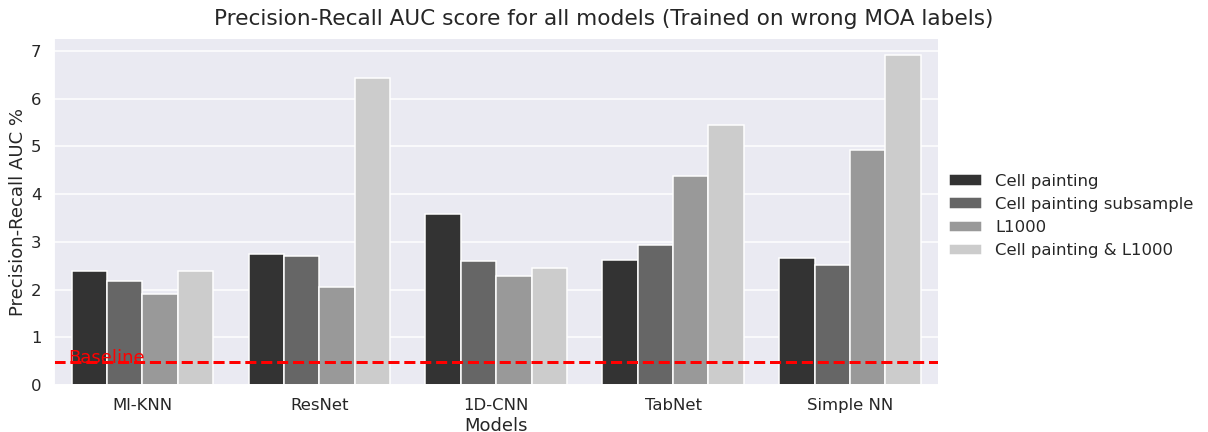 Precision-Recall AUC score for all models (Trained on wrong MOA labels)
Precision-Recall AUC %
7
6
5
4
3
2
1
0
Baseline
Cell painting
Cell painting subsample
L1000
Cell painting & L1000
MI-KNN
ResNet
1D-CNN
TabNet
Simple NN
Models